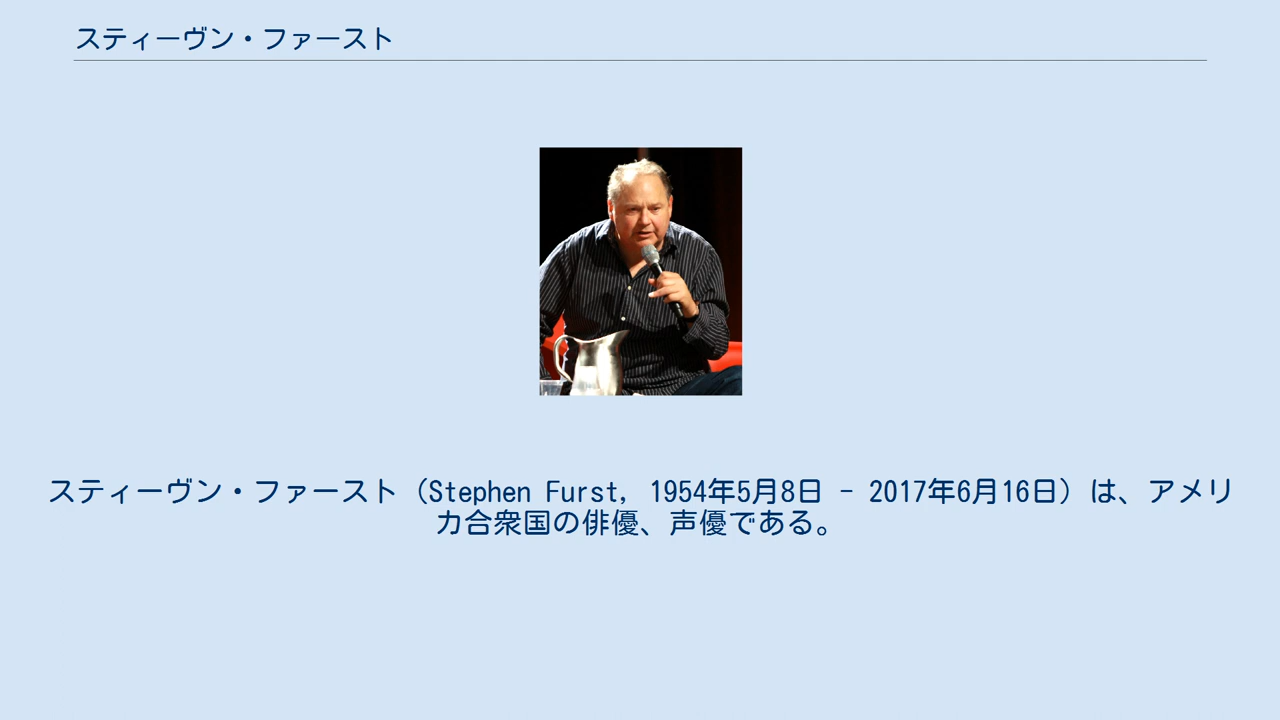 スティーヴン・ファースト
スティーヴン・ファースト（Stephen Furst, 1954年5月8日 - 2017年6月16日）は、アメリ
カ合衆国の俳優、声優である。